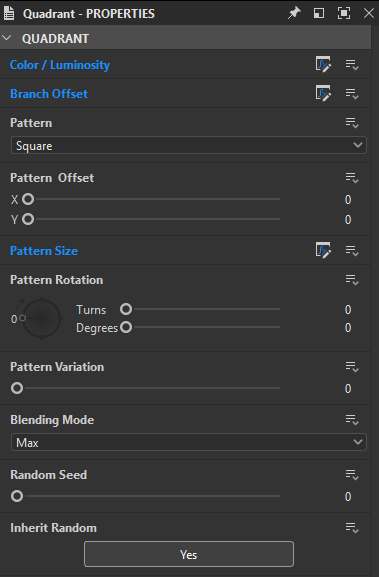 Quadrant - PROPERTIES
QUADRANT
Color / Luminosity
Branch Offset
Pattern
Square
Pattern Offset
X 0
Y 0
Pattern Size
Pattern Rotation
Turns 0
0
Degrees 0
Pattern Variation
0
Blending Mode
Max
Random Seed
0
Inherit Random
Yes